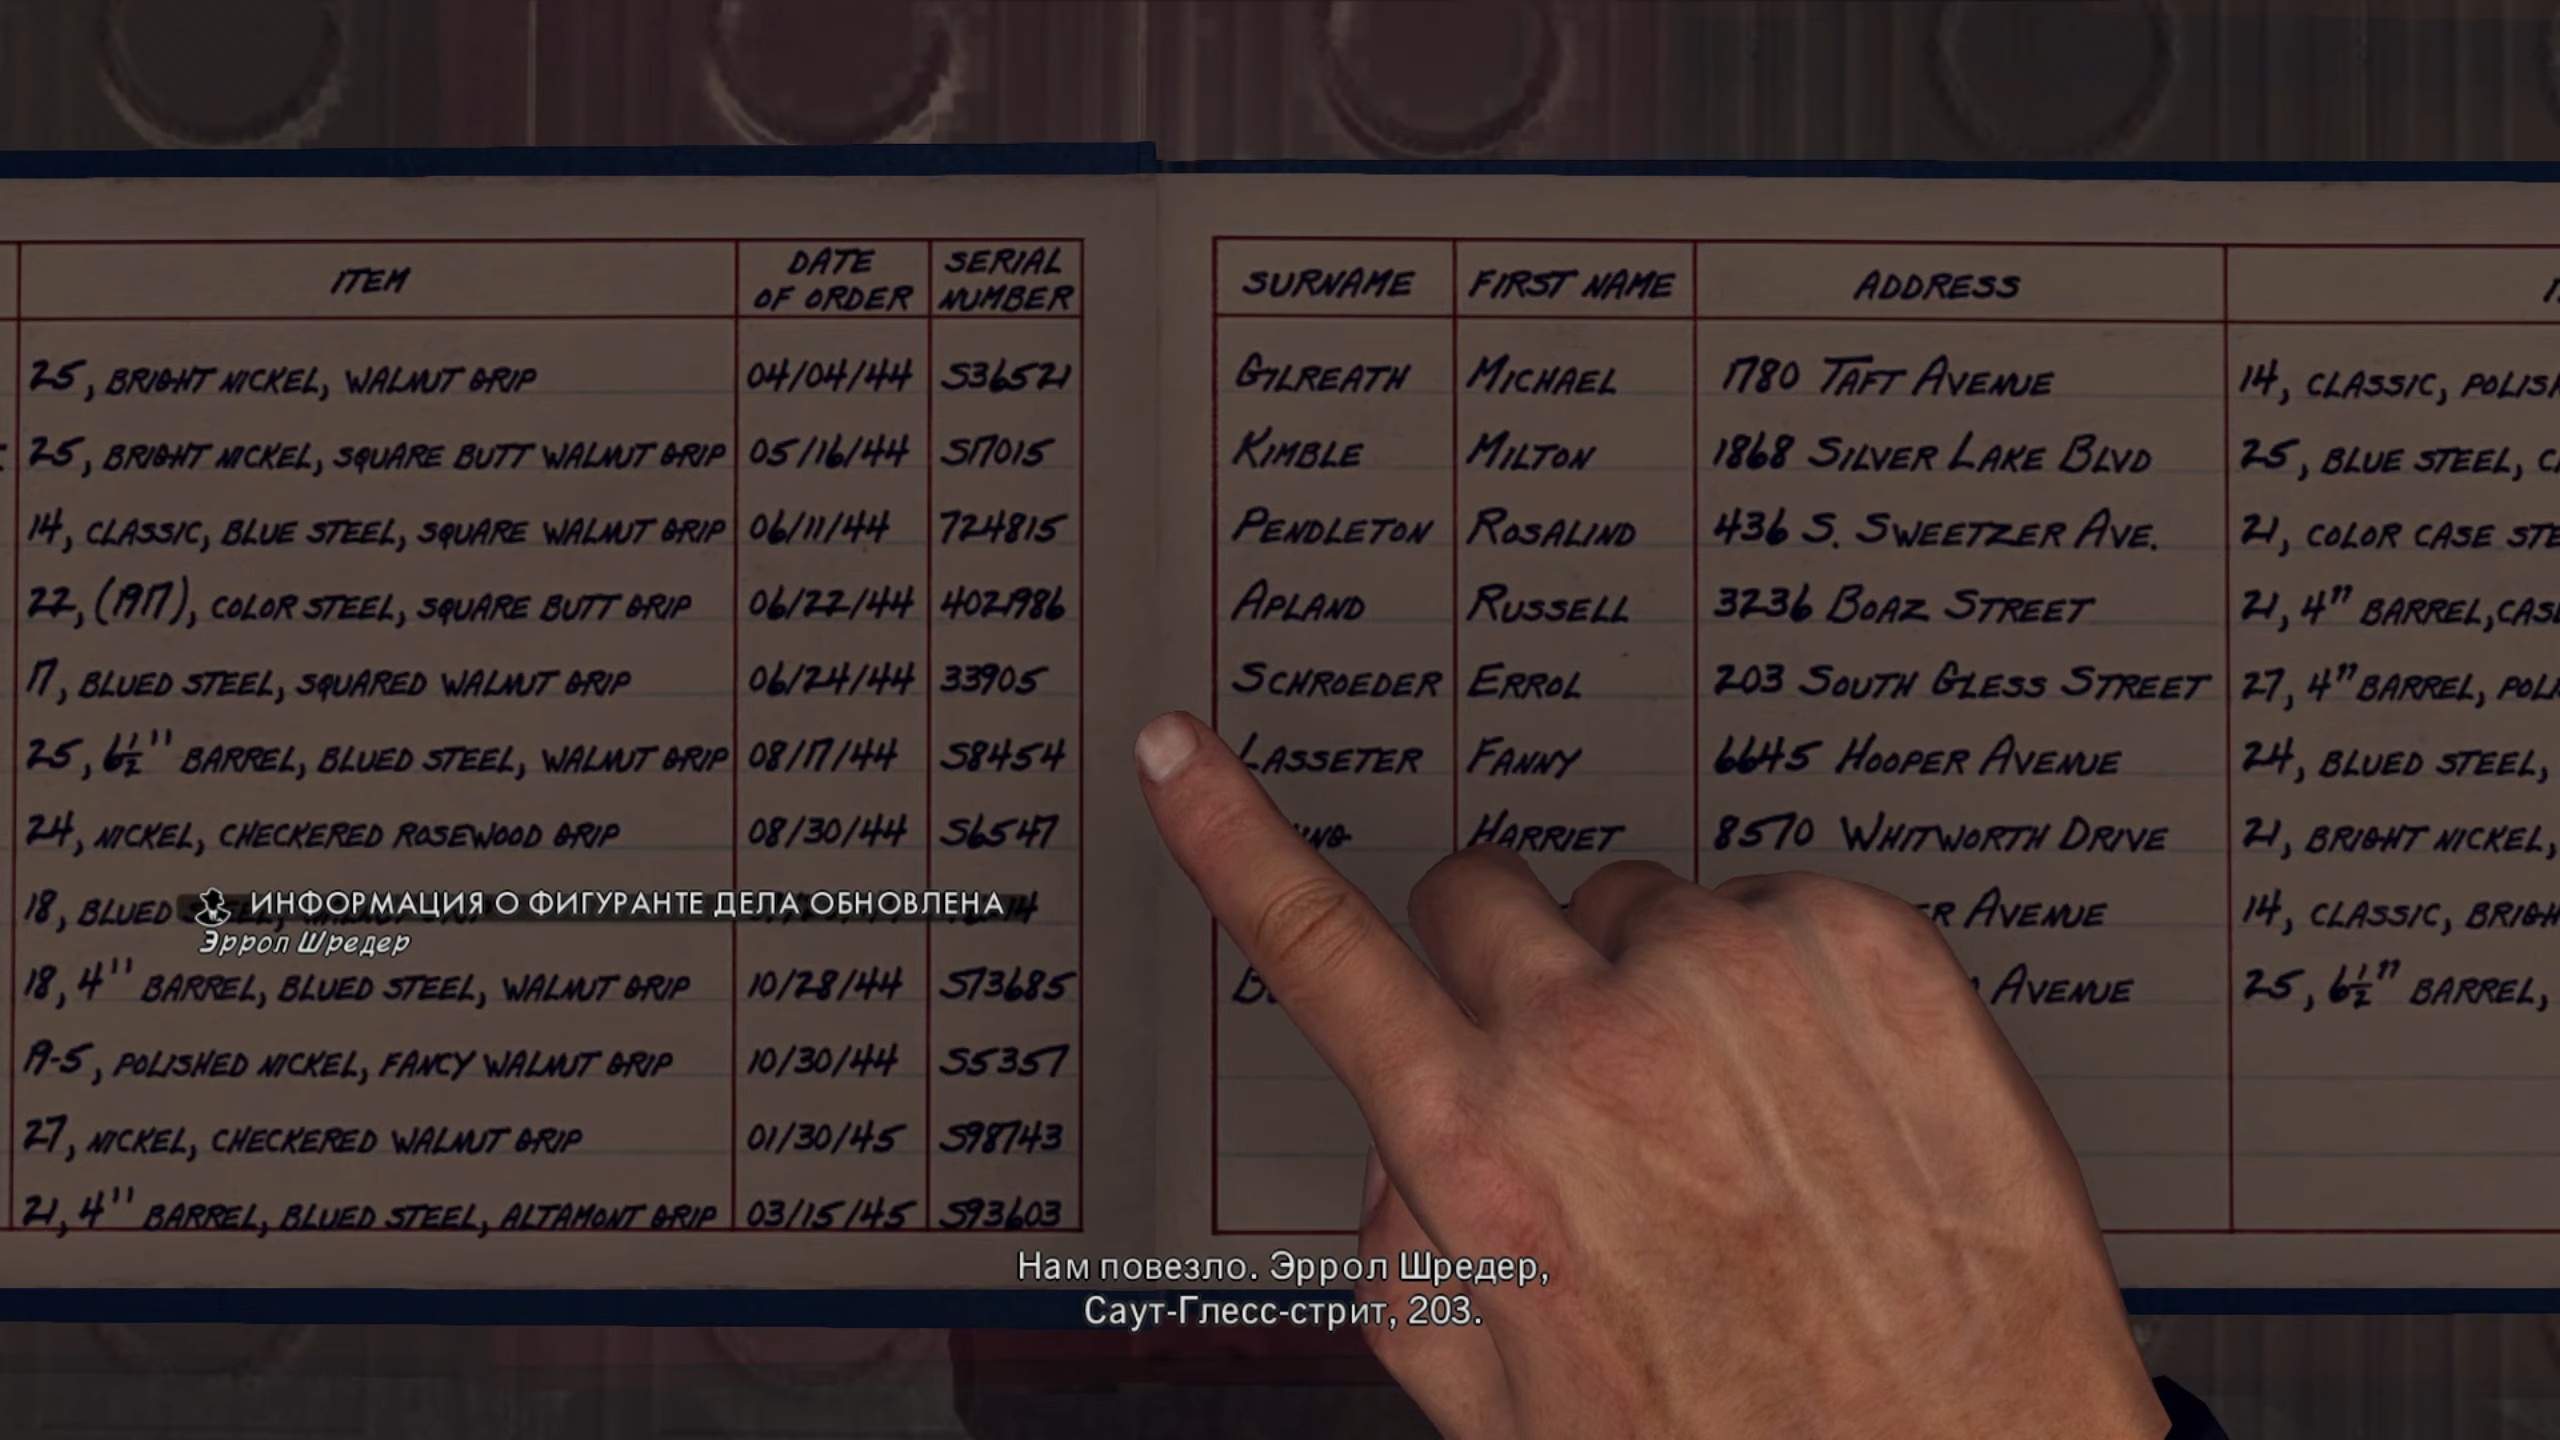 ITEM DATE OF ORDER SERIAL NUMBER
25, BRIGHT NICKEL, WALNUT GRIP 04/04/44 S36521
25, BRIGHT NICKEL, SQUARE BUTT WALNUT GRIP 05/16/44 S17015
14, CLASSIC, BLUE STEEL, SQUARE WALNUT GRIP 06/11/44 724815
22, (1917), COLOR STEEL, SQUARE BUTT GRIP 06/22/44 402986
17, BLUED STEEL, SQUARED WALNUT GRIP 06/24/44 33905
25, 6½" BARREL, BLUED STEEL, WALNUT GRIP 08/17/44 S8454
24, NICKEL, CHECKERED ROSEWOOD GRIP 08/30/44 S6547
18, BLUED
18, 4" BARREL, BLUED STEEL, WALNUT GRIP 10/28/44 S73685
19-5, POLISHED NICKEL, FANCY WALNUT GRIP 10/30/44 S5357
27, NICKEL, CHECKERED WALNUT GRIP 01/30/45 S98743
21, 4" BARREL, BLUED STEEL, ALTAMONT GRIP 03/15/45 S93603
SURNAME FIRST NAME ADDRESS
GILREATH MICHAEL 1780 TAFT AVENUE 14, CLASSIC,
KIMBLE MILTON 1868 SILVER LAKE BLVD 25, BLUE STEEL,
PENDLETON ROSALIND 436 S. SWEETZER AVE. 21, COLOR CASE
APLAND RUSSELL 3236 BOAZ STREET 21, 4" BARREL,
SCHROEDER ERROL 203 SOUTH GLESS STREET 27, 4" BARREL,
LASSETER FANNY 6645 HOOPER AVENUE 24, BLUED STEEL,
HARRIET 8570 WHITWORTH DRIVE 21, BRIGHT NICKEL,
AVENUE 14, CLASSIC,
AVENUE 25, 6½" BARREL,
ИНФОРМАЦИЯ О ФИГУРАНТЕ ДЕЛА ОБНОВЛЕНА
Эррол Шредер
Нам повезло. Эррол Шредер,
Саут-Глесс-стрит, 203.